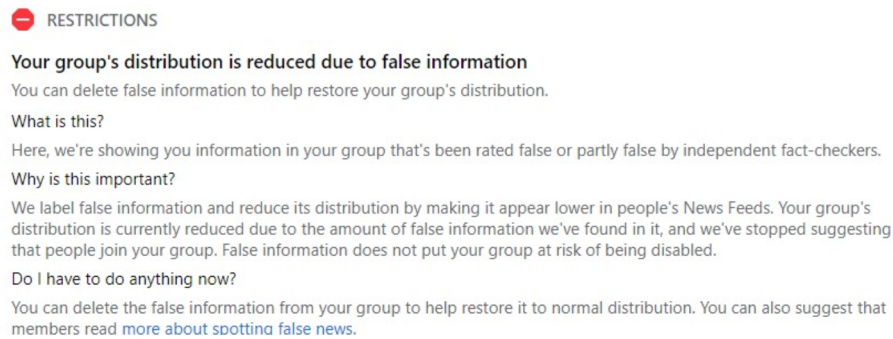 RESTRICTIONS
Your group's distribution is reduced due to false information
You can delete false information to help restore your group's distribution.
What is this?
Here, we're showing you information in your group that's been rated false or partly false by independent fact-checkers.
Why is this important?
We label false information and reduce its distribution by making it appear lower in people's News Feeds. Your group's
distribution is currently reduced due to the amount of false information we've found in it, and we've stopped suggesting
that people join your group. False information does not put your group at risk of being disabled.
Do I have to do anything now?
You can delete the false information from your group to help restore it to normal distribution. You can also suggest that
members read more about spotting false news.